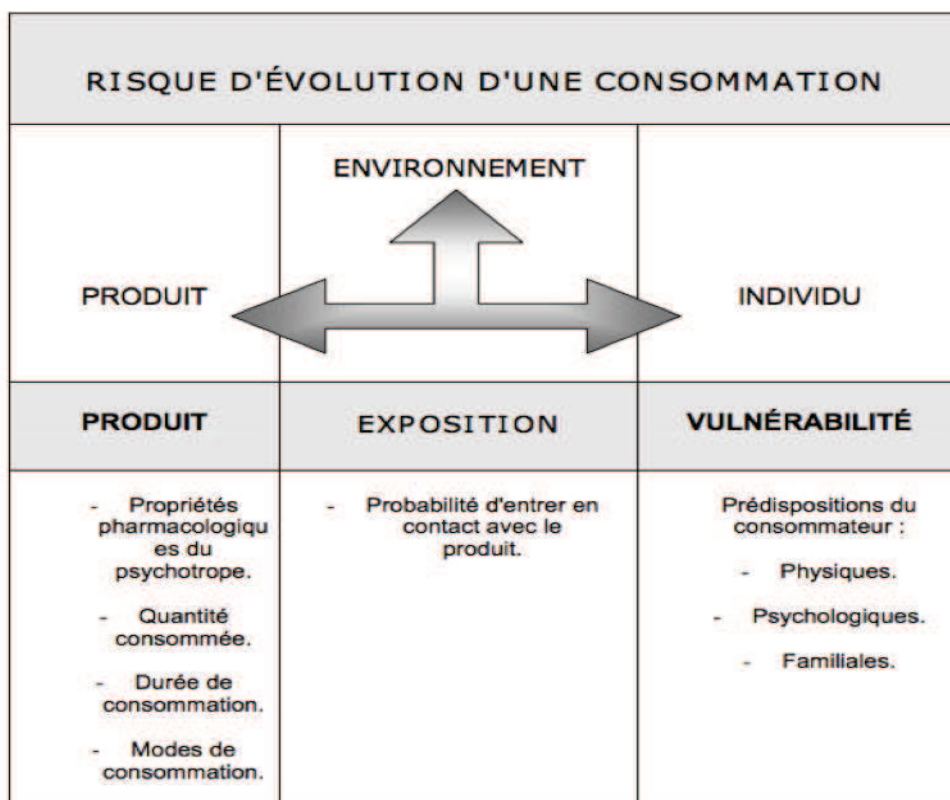 RISQUE D'ÉVOLUTION D'UNE CONSOMMATION
ENVIRONNEMENT
PRODUIT
INDIVIDU
PRODUIT
EXPOSITION
VULNÉRABILITÉ
- Propriétés
pharmacologiqu
es du
psychotrope.
- Quantité
consommée.
- Durée de
consommation.
- Modes de
consommation.
- Probabilité d'entrer en
contact avec le
produit.
Prédispositions du
consommateur :
- Physiques.
- Psychologiques.
- Familiales.